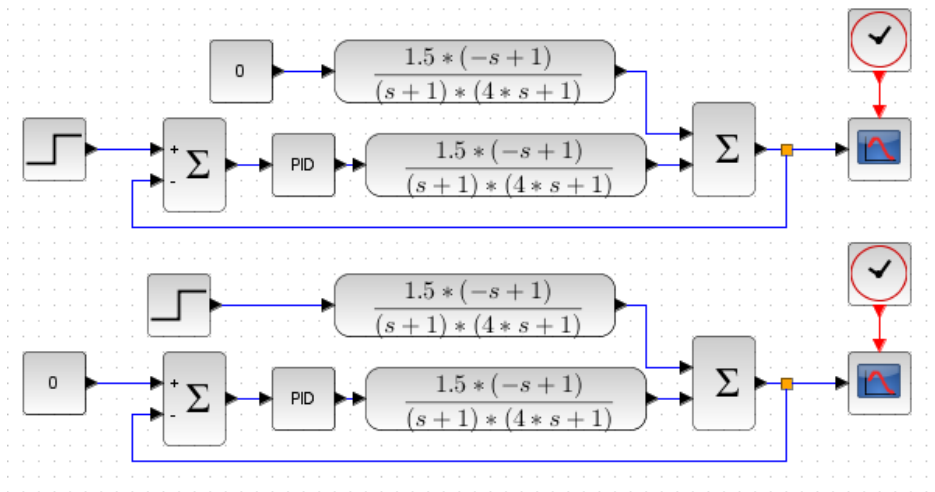 0
1.5 ∗ (−s + 1)
(s + 1) ∗ (4 ∗ s + 1)
+
-
Σ
PID
1.5 ∗ (−s + 1)
(s + 1) ∗ (4 ∗ s + 1)
Σ
1.5 ∗ (−s + 1)
(s + 1) ∗ (4 ∗ s + 1)
0
+
-
Σ
PID
1.5 ∗ (−s + 1)
(s + 1) ∗ (4 ∗ s + 1)
Σ